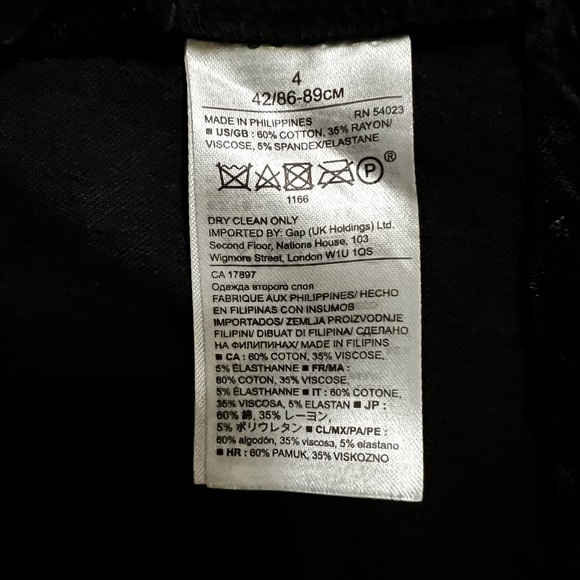 4
42/86-89CM
MADE IN PHILIPPINES RN 54023
■ US/GB : 60% COTTON, 35% RAYON/
VISCOSE, 5% SPANDEX/ELASTANE
P ®
1166
DRY CLEAN ONLY
IMPORTED BY: Gap (UK Holdings) Ltd.
Second Floor, Nations House, 103
Wigmore Street, London W1U 1QS
CA 17897
Одежда второго слоя
FABRIQUE AUX PHILIPPINES/ HECHO
EN FILIPINAS CON INSUMOS
IMPORTADOS/ ZEMLJA PROIZVODNJE
FILIPINI/ DIBUAT DI FILIPINA/ СДЕЛАНО
НА ФИЛИПИНАХ/ MADE IN FILIPINS
■ CA : 60% COTON, 35% VISCOSE,
5% ÉLASTHANNE ■ FR/MA :
60% COTON, 35% VISCOSE,
5% ÉLASTHANNE ■ IT : 60% COTONE,
35% VISCOSA, 5% ELASTAN ■ JP :
60% 綿, 35% レーヨン,
5% ポリウレタン ■ CL/MX/PA/PE :
60% algodón, 35% viscosa, 5% elastano
■ HR : 60% PAMUK, 35% VISKOZNO